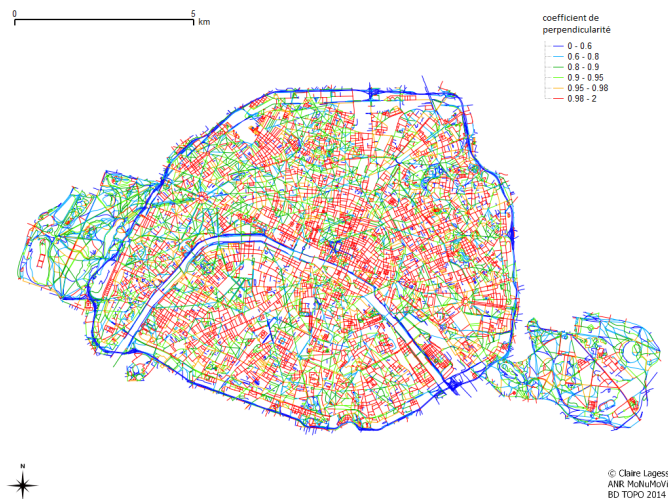 0 5
km
coefficient de
perpendicularité
0 - 0.6
0.6 - 0.8
0.8 - 0.9
0.9 - 0.95
0.95 - 0.98
0.98 - 2
N
© Claire Lagess
ANR MoNuMoVi
BD TOPO 2014